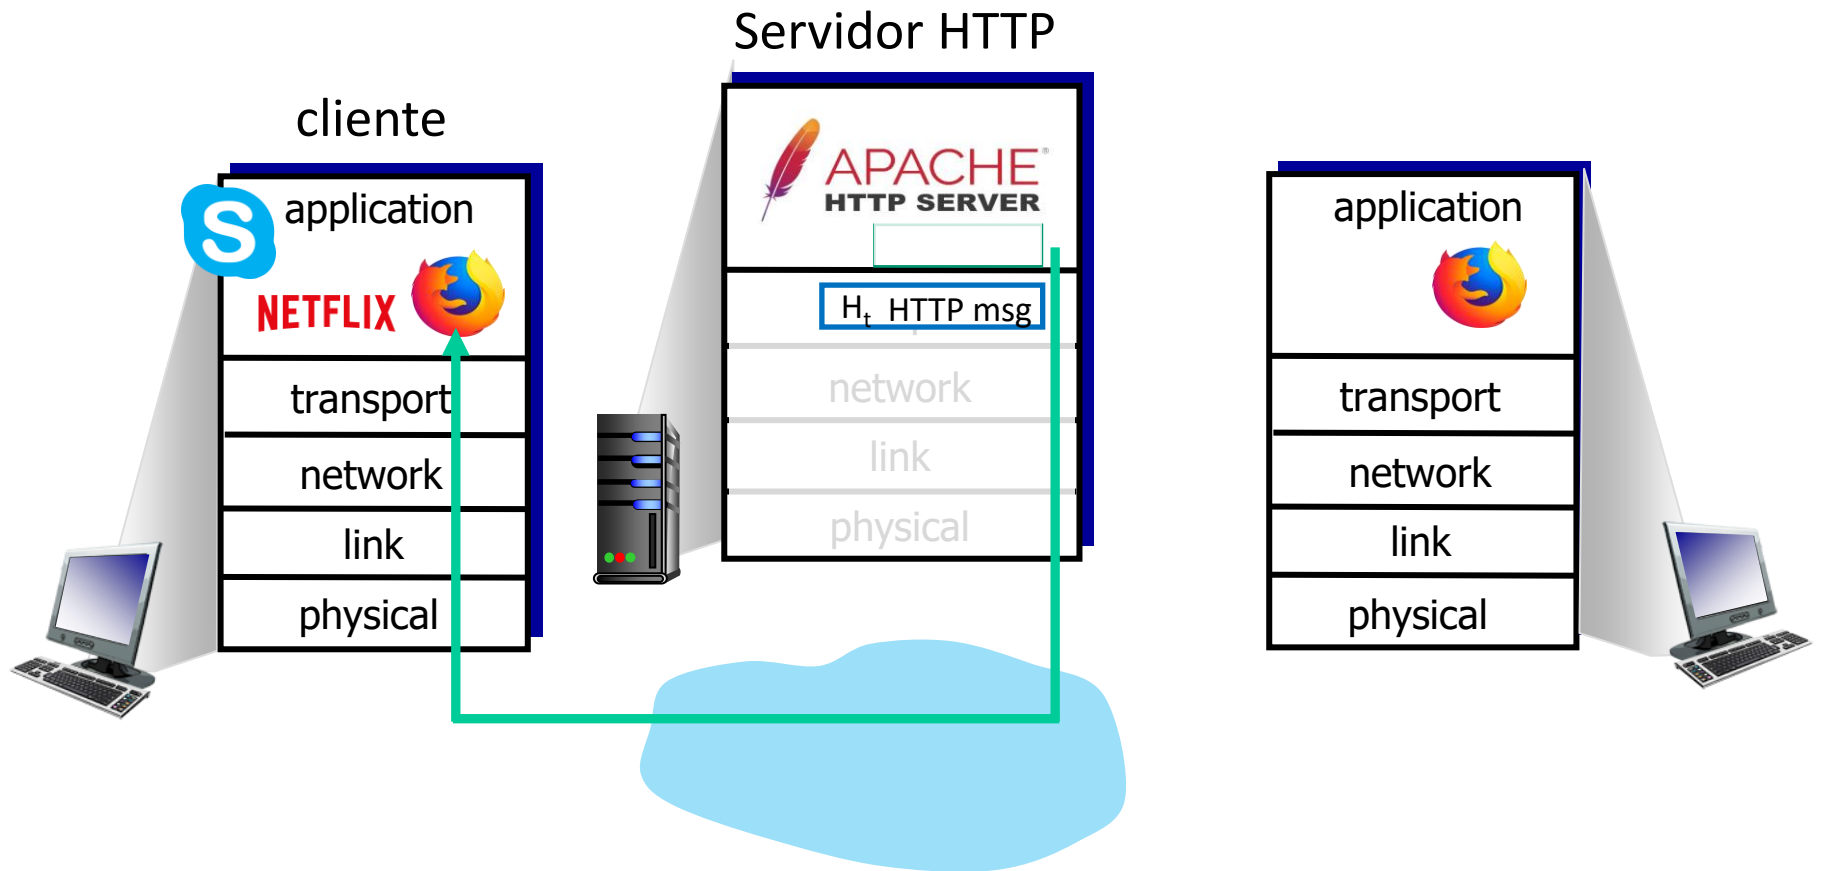 Servidor HTTP
cliente
application
NETFLIX
transport
network
link
physical
APACHE®
HTTP SERVER
Ht HTTP msg
network
link
physical
application
transport
network
link
physical